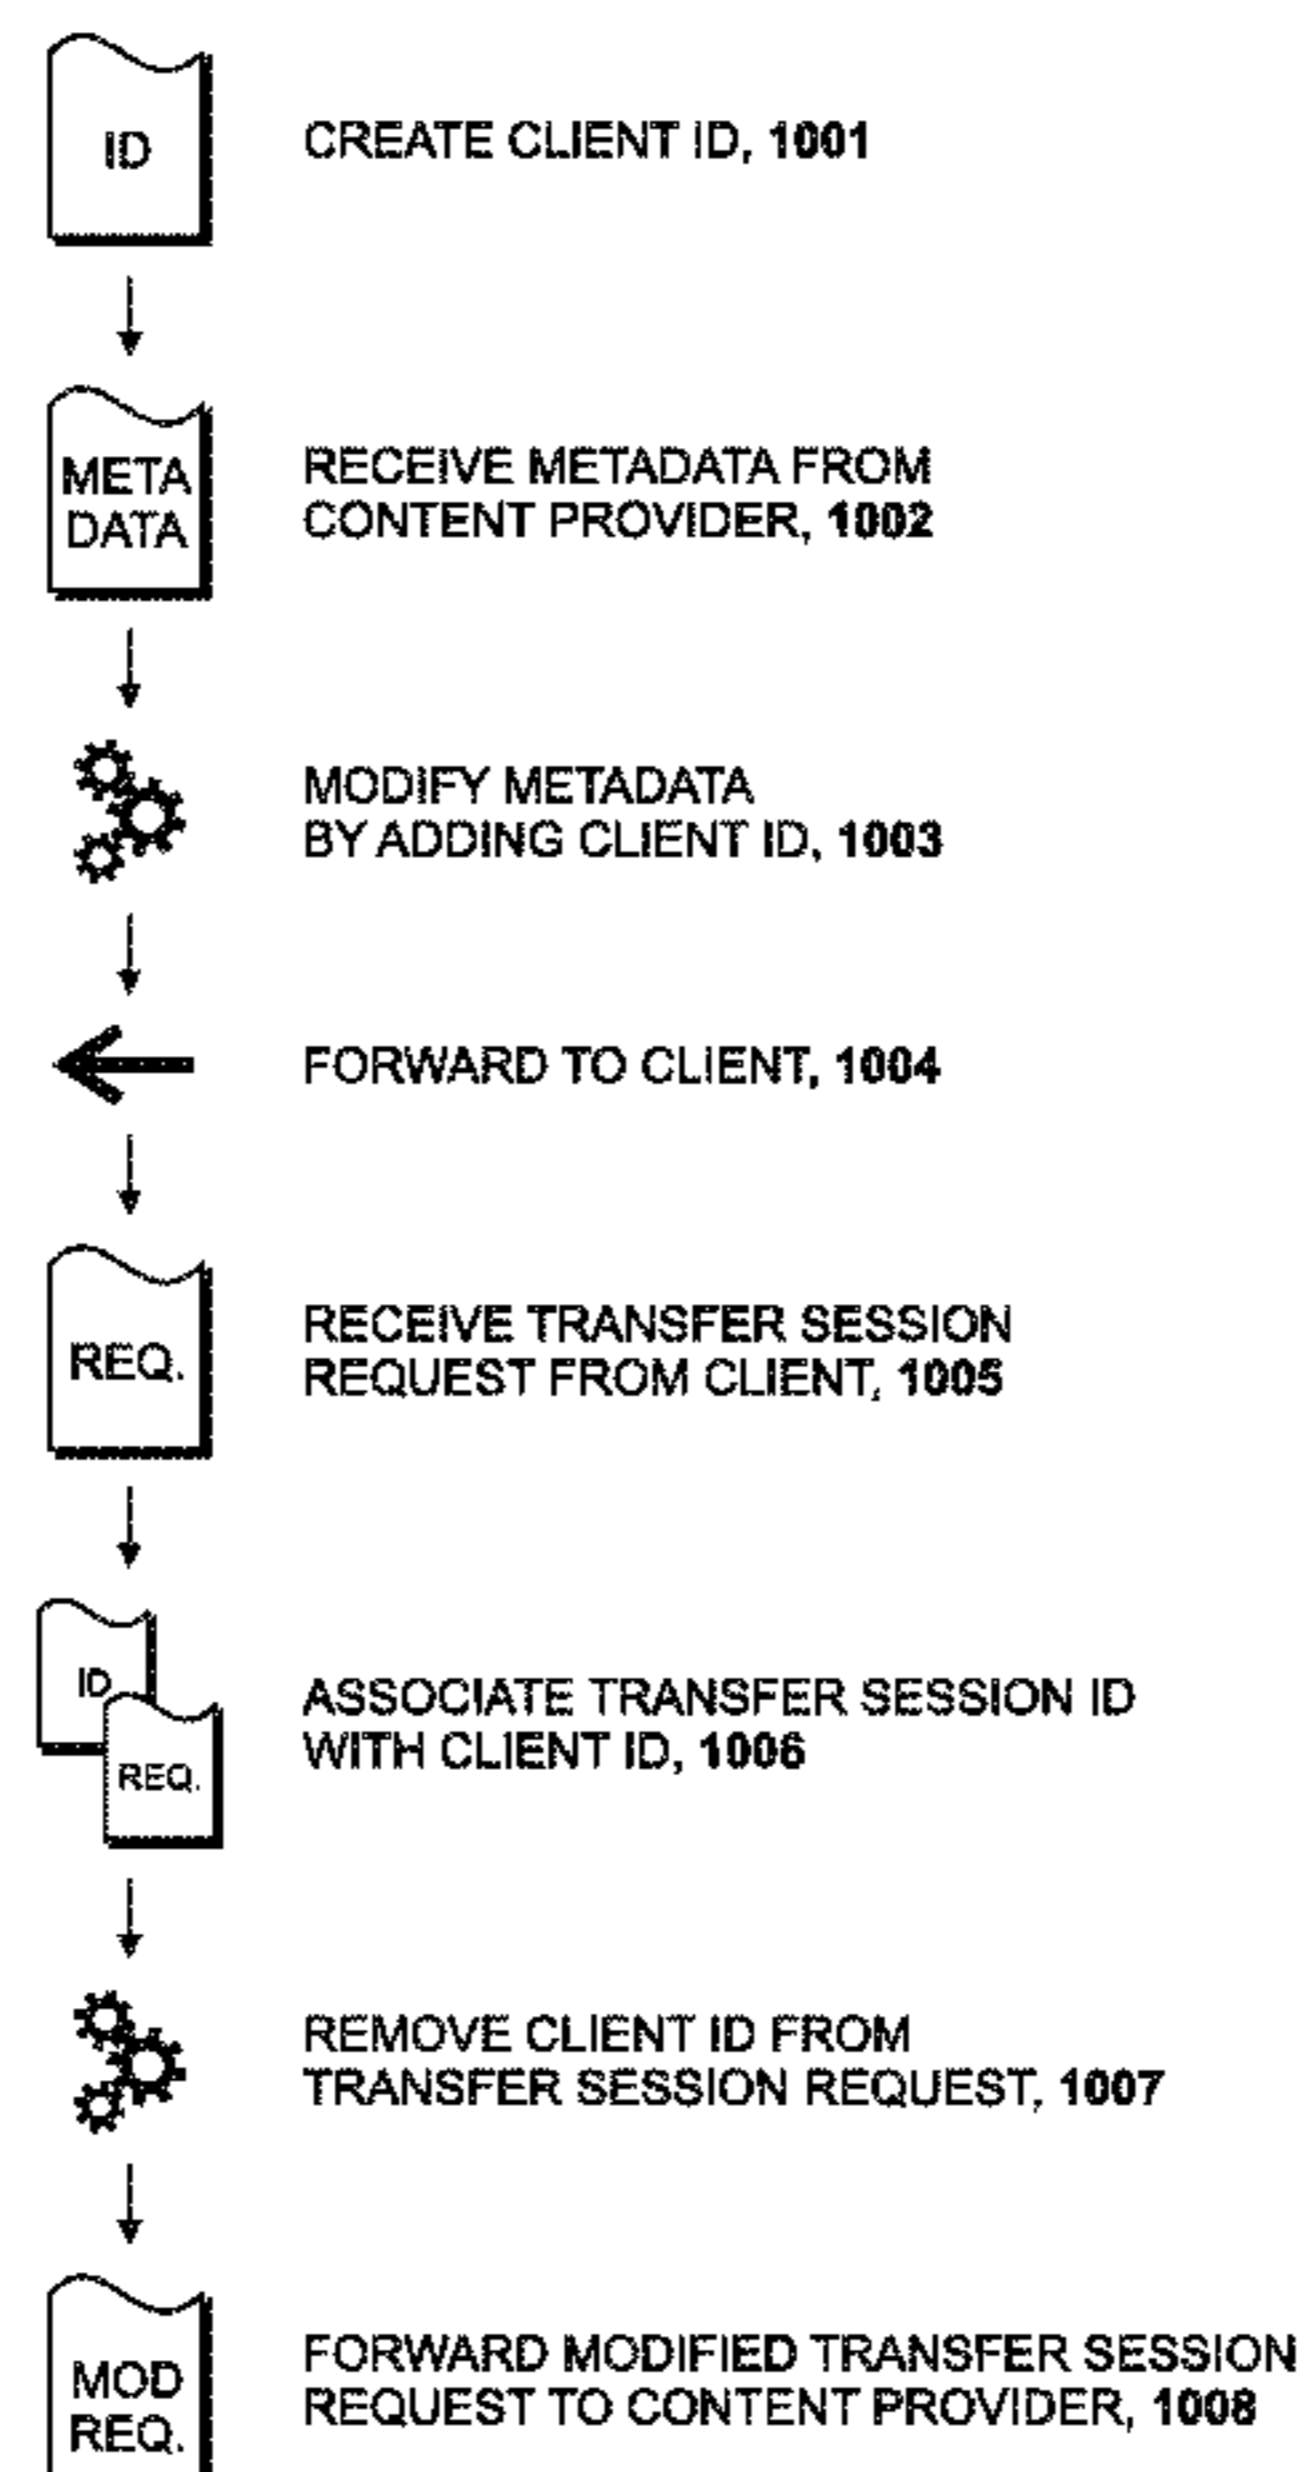 ID
CREATE CLIENT ID, 1001
META
DATA
RECEIVE METADATA FROM
CONTENT PROVIDER, 1002
MODIFY METADATA
BY ADDING CLIENT ID, 1003
FORWARD TO CLIENT, 1004
REQ.
RECEIVE TRANSFER SESSION
REQUEST FROM CLIENT, 1005
ID
REQ.
ASSOCIATE TRANSFER SESSION ID
WITH CLIENT ID, 1006
REMOVE CLIENT ID FROM
TRANSFER SESSION REQUEST, 1007
MOD
REQ.
FORWARD MODIFIED TRANSFER SESSION
REQUEST TO CONTENT PROVIDER, 1008